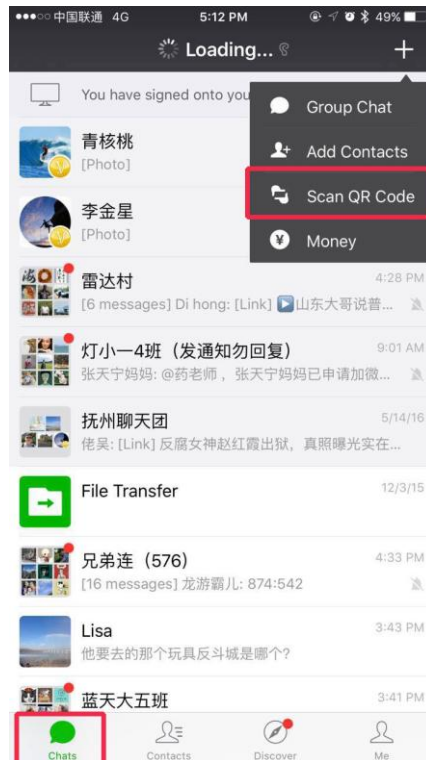 中国联通 4G 5:12 PM 49%
Loading...
You have signed onto you
Group Chat
Add Contacts
Scan QR Code
Money
青核桃
[Photo]
李金星
[Photo]
雷达村 4:28 PM
[6 messages] Di hong: [Link] ▶山东大哥说普...
灯小一4班（发通知勿回复） 9:01 AM
张天宁妈妈: @药老师，张天宁妈妈已申请加微...
抚州聊天团 5/14/16
佬吴: [Link] 反腐女神赵红霞出狱，真照曝光实在...
File Transfer 12/3/15
兄弟连（576） 4:33 PM
[16 messages] 龙游霸儿: 874:542
Lisa 3:43 PM
他要去的那个玩具反斗城是哪个?
蓝天大五班 3:41 PM
Chats Contacts Discover Me